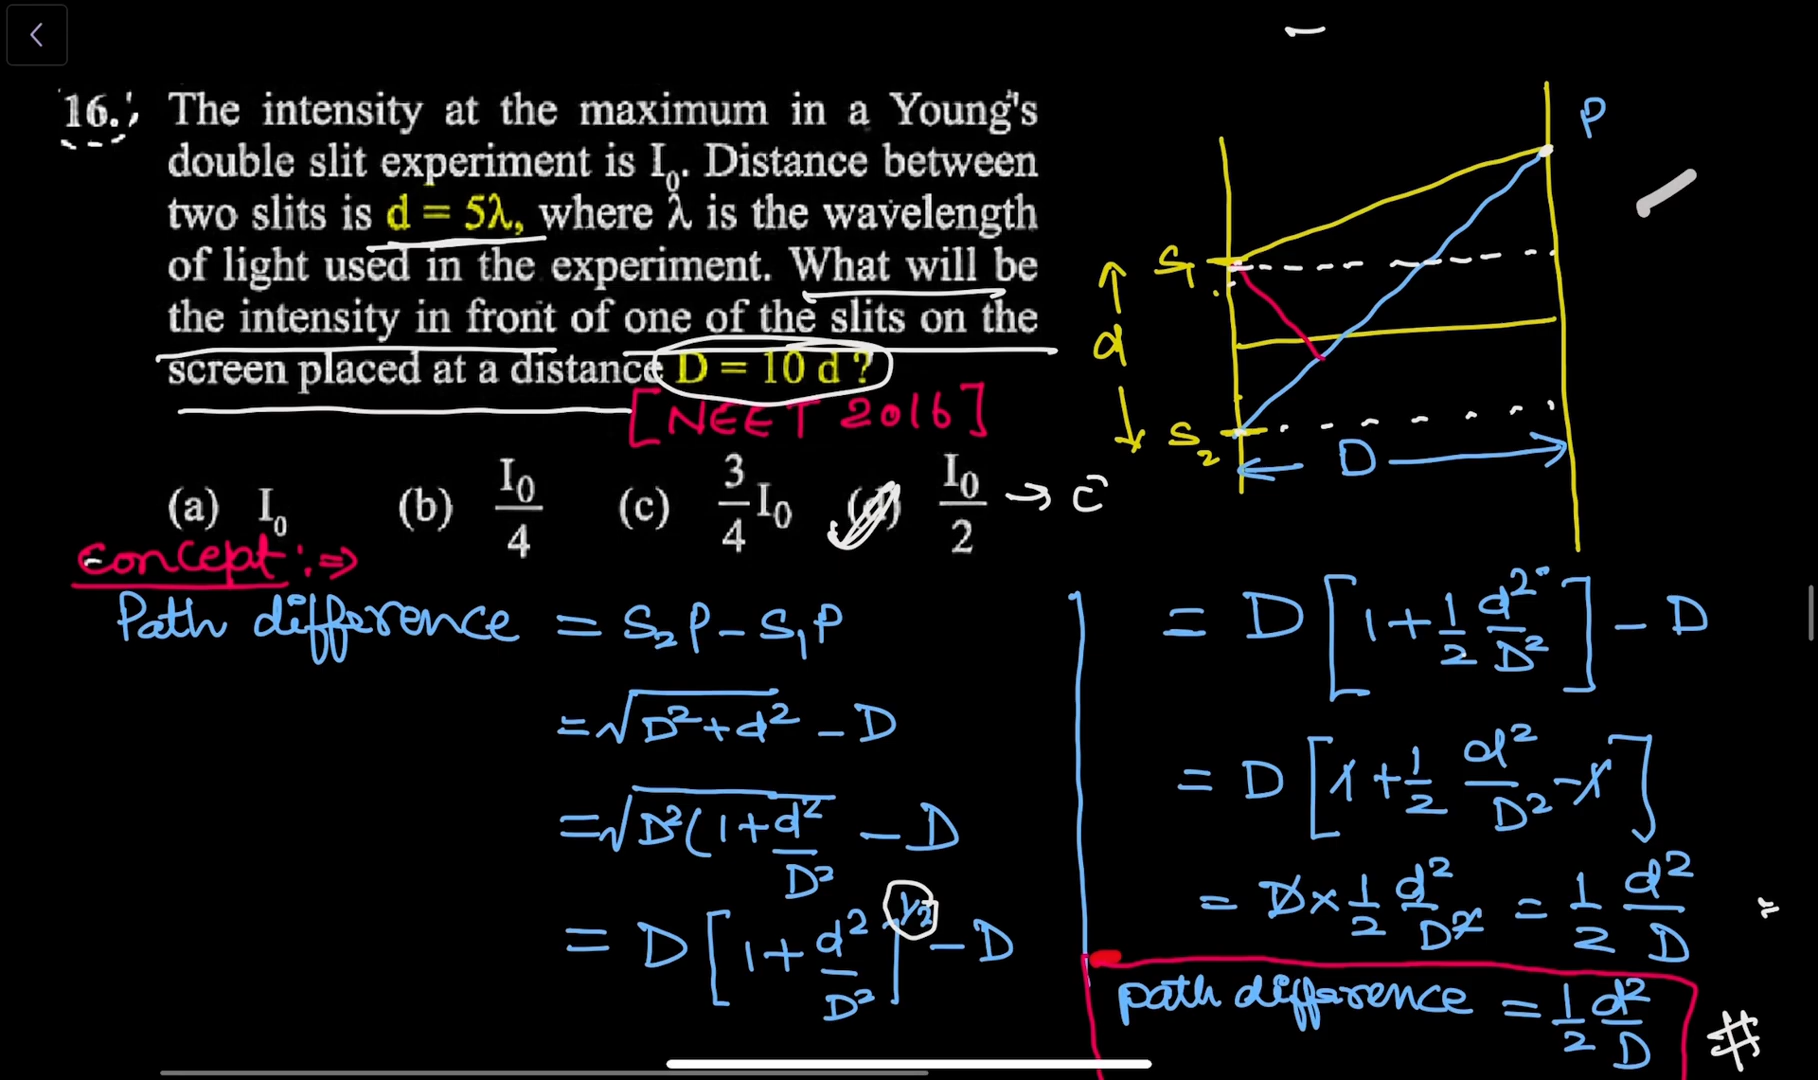 16. The intensity at the maximum in a Young's
double slit experiment is I₀. Distance between
two slits is d = 5λ, where λ is the wavelength
of light used in the experiment. What will be
the intensity in front of one of the slits on the
screen placed at a distance D = 10 d ?
[NEET 2016]
(a) I₀ (b) I₀/4 (c) 3/4 I₀ (d) I₀/2 → C
Concept :⇒
Path difference = S₂P – S₁P
= √(D² + d²) – D
= √(D²(1 + d²/D²) – D
= D [1 + d²/D²]^1/2 – D
P
S₁
d
S₂
D
= D [1 + 1/2 d²/D²] – D
= D [1 + 1/2 d²/D² – 1]
= D × 1/2 d²/D² = 1/2 d²/D =
path difference = 1/2 d²/D #